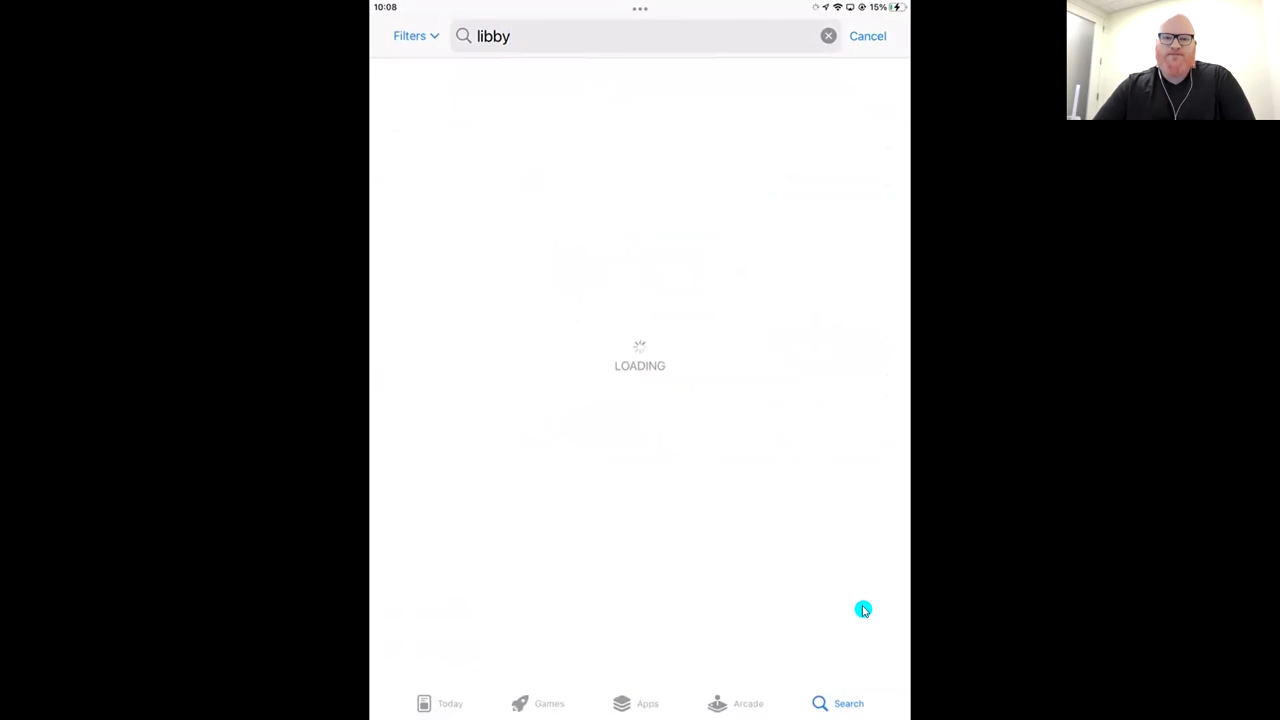 10:08
15%
Filters
libby
Cancel
LOADING
Today
Games
Apps
Arcade
Search